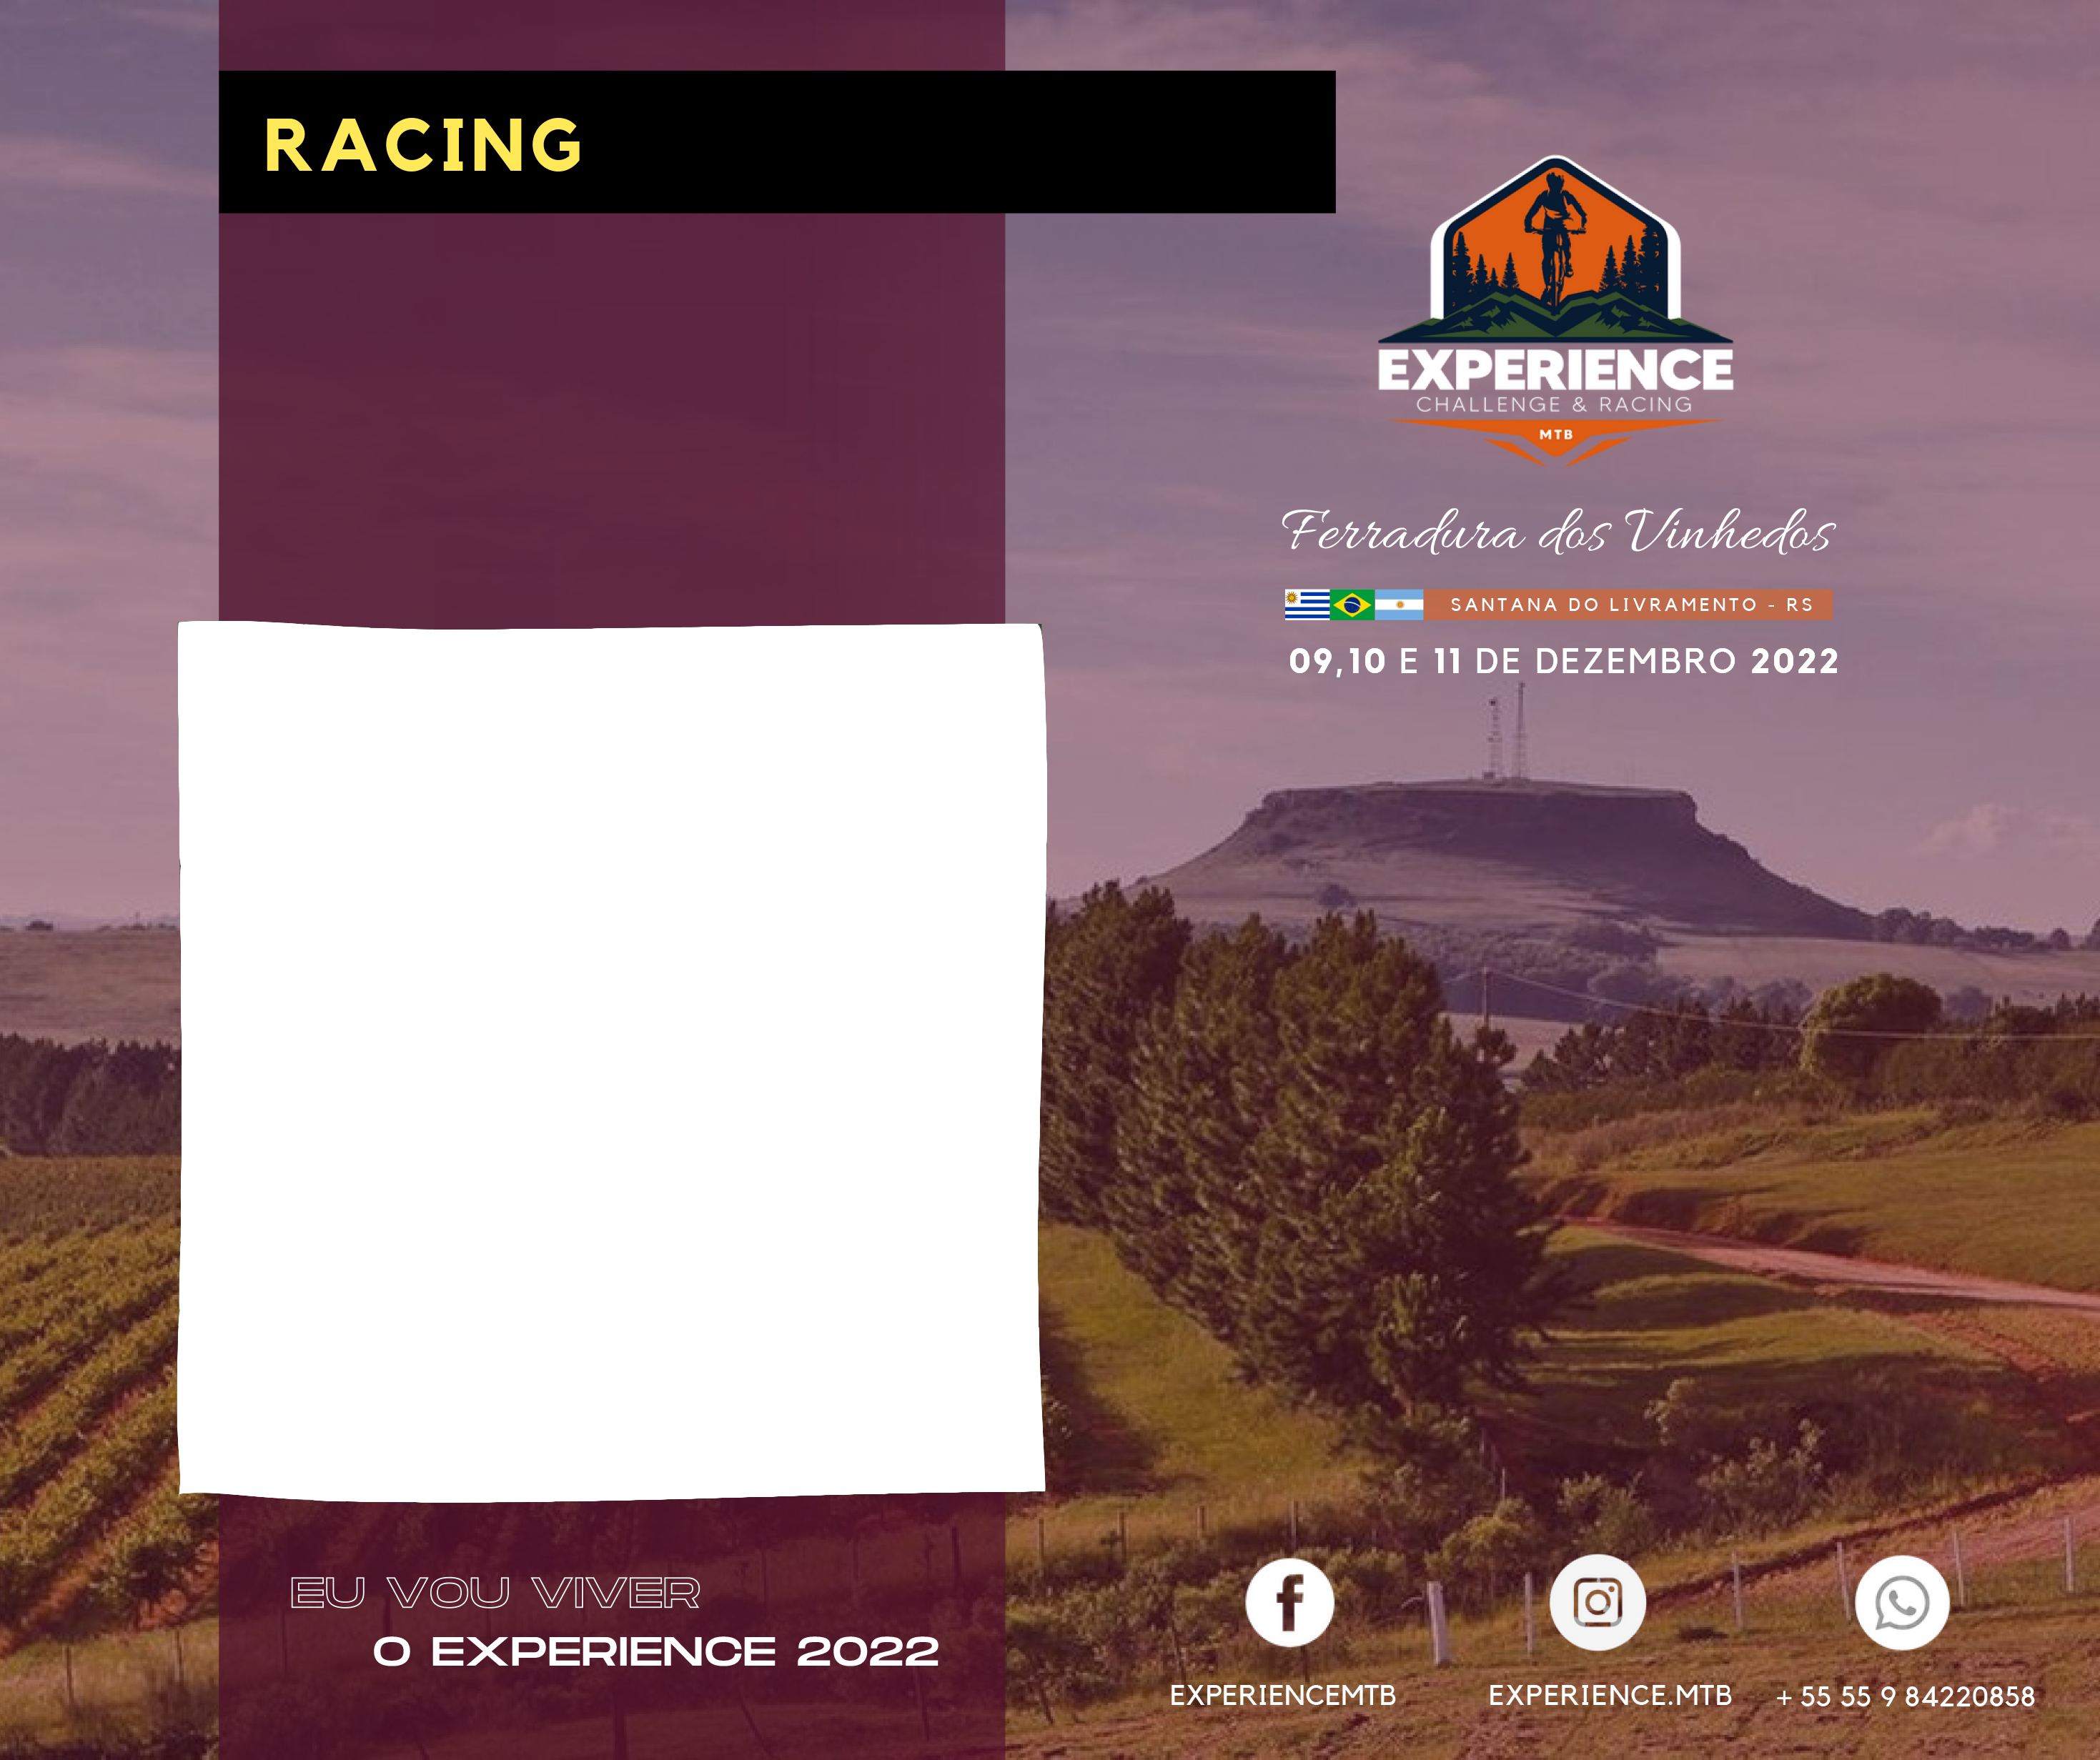 RACING
EXPERIENCE
CHALLENGE & RACING
MTB
Ferradura dos Vinhedos
SANTANA DO LIVRAMENTO - RS
09,10 E 11 DE DEZEMBRO 2022
EU VOU VIVER
O EXPERIENCE 2022
EXPERIENCEMTB
EXPERIENCE.MTB
+ 55 55 9 84220858